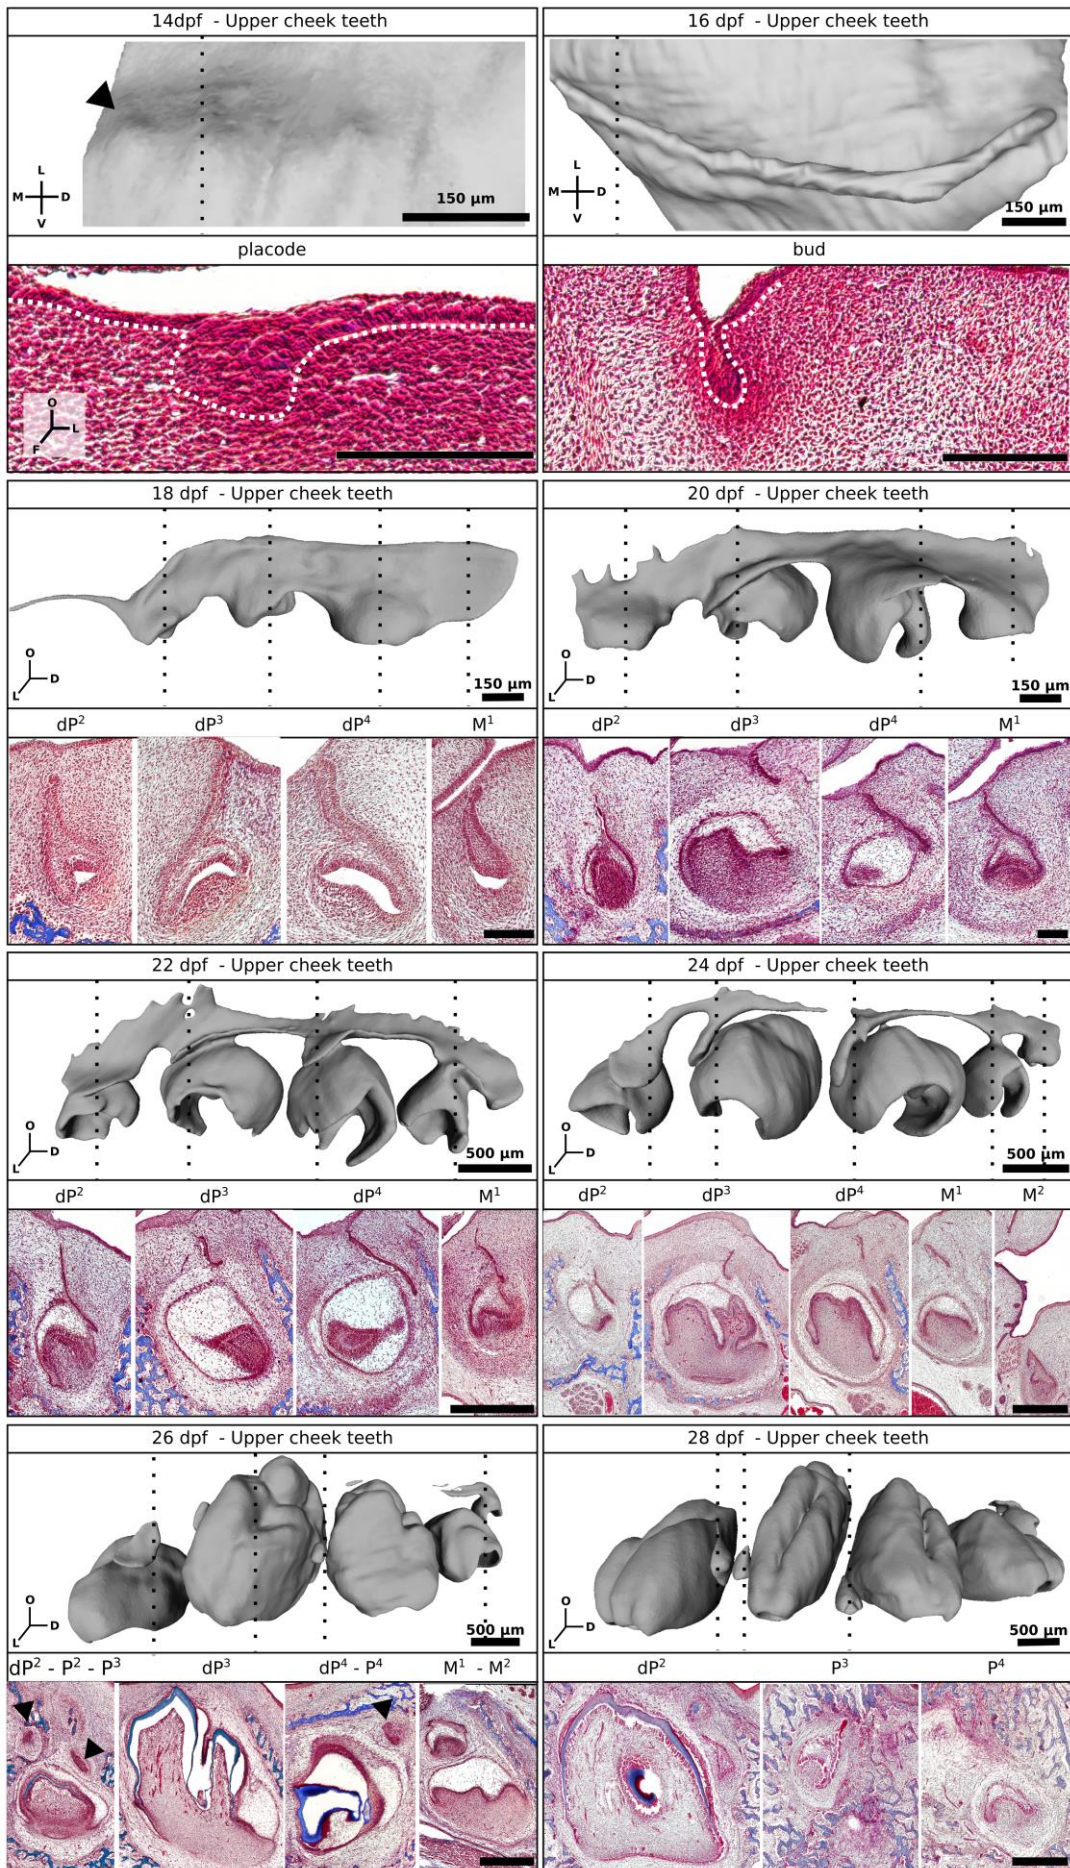 14dpf - Upper cheek teeth
16 dpf - Upper cheek teeth
L
M D
V
150 µm
L
M D
V
150 µm
placode
bud
O
L
F
18 dpf - Upper cheek teeth
20 dpf - Upper cheek teeth
O
D
L
150 µm
O
D
L
150 µm
dP² dP³ dP⁴ M¹
dP² dP³ dP⁴ M¹
22 dpf - Upper cheek teeth
24 dpf - Upper cheek teeth
O
D
L
500 µm
O
D
L
500 µm
dP² dP³ dP⁴ M¹
dP² dP³ dP⁴ M¹ M²
26 dpf - Upper cheek teeth
28 dpf - Upper cheek teeth
O
D
L
500 µm
O
D
L
500 µm
dP² - P² - P³ dP³ dP⁴ - P⁴ M¹ - M²
dP² P³ P⁴